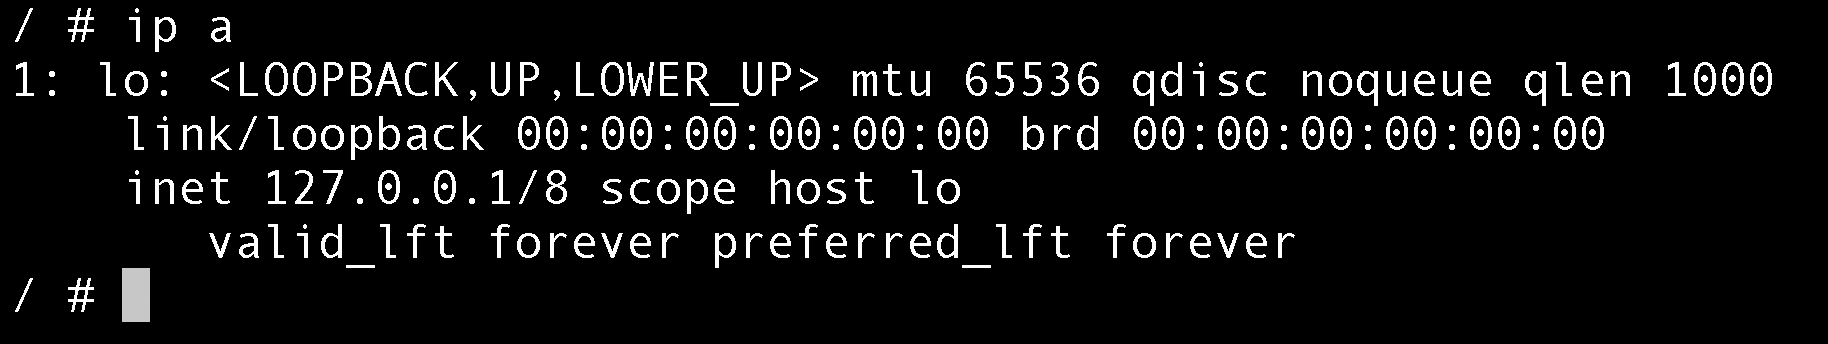 / # ip a
1: lo: <LOOPBACK,UP,LOWER_UP> mtu 65536 qdisc noqueue qlen 1000
    link/loopback 00:00:00:00:00:00 brd 00:00:00:00:00:00
    inet 127.0.0.1/8 scope host lo
       valid_lft forever preferred_lft forever
/ #